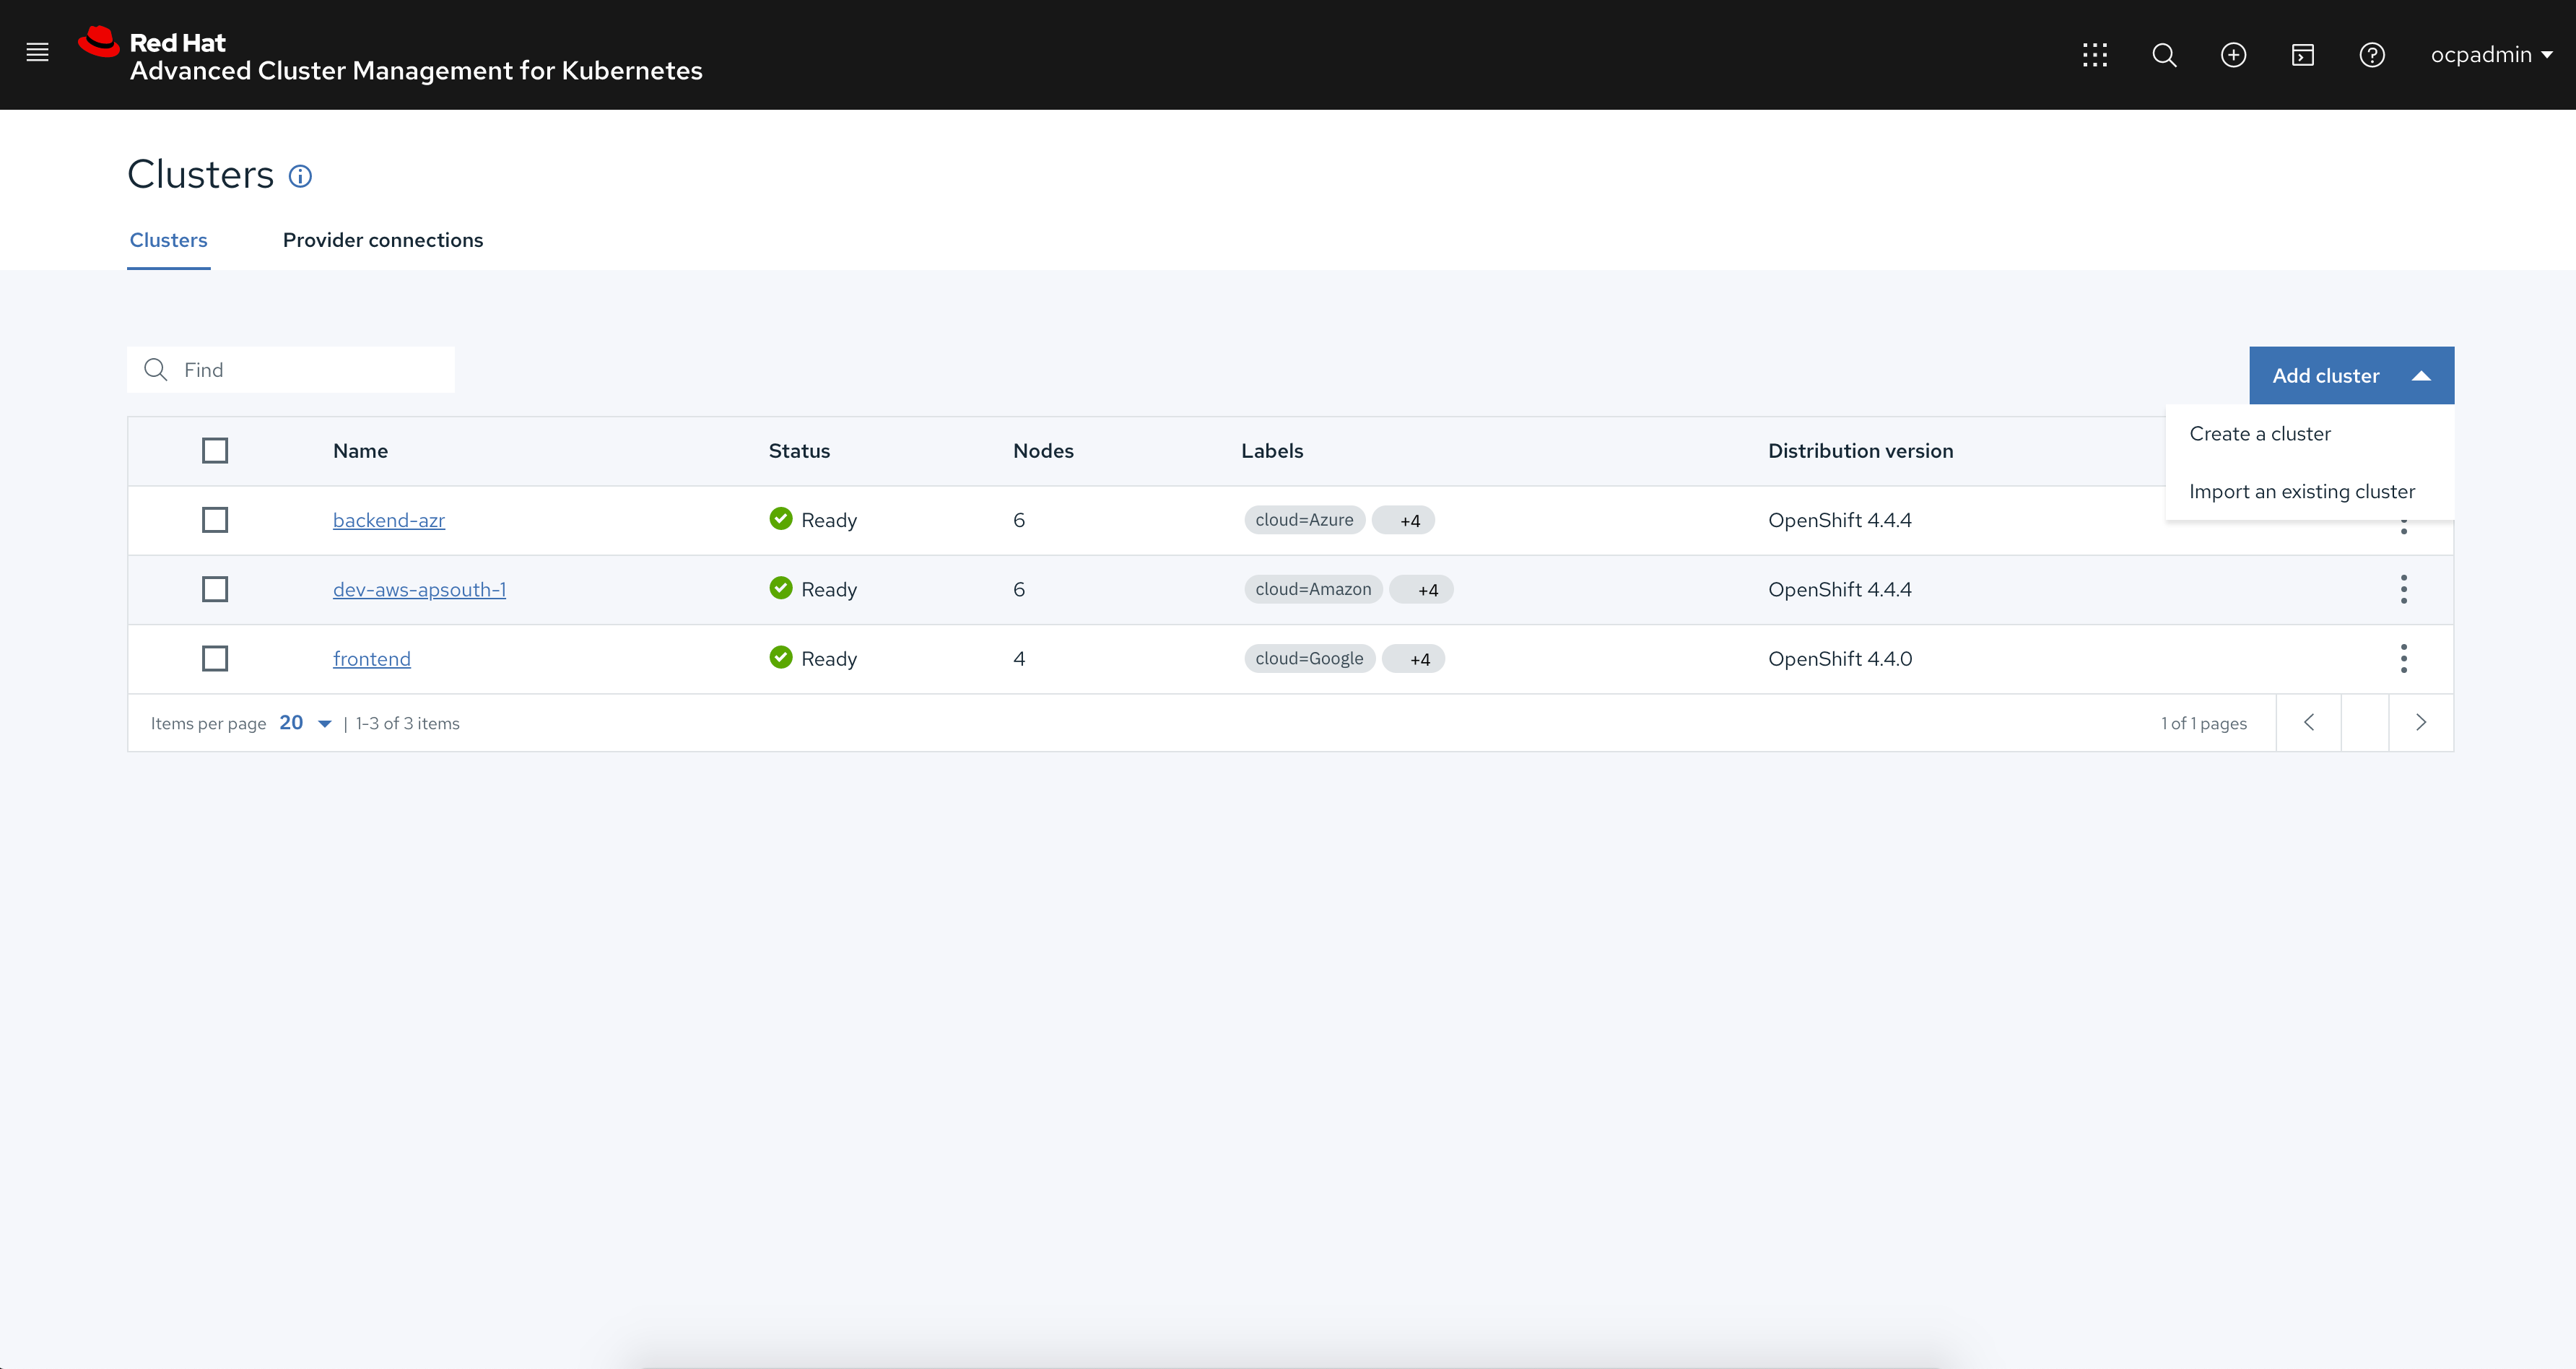 Red Hat
Advanced Cluster Management for Kubernetes
ocpadmin
Clusters
Clusters Provider connections
Find
Add cluster
Create a cluster
Import an existing cluster
Name Status Nodes Labels Distribution version
backend-azr Ready 6 cloud=Azure +4 OpenShift 4.4.4
dev-aws-apsouth-1 Ready 6 cloud=Amazon +4 OpenShift 4.4.4
frontend Ready 4 cloud=Google +4 OpenShift 4.4.0
Items per page 20 | 1-3 of 3 items 1 of 1 pages